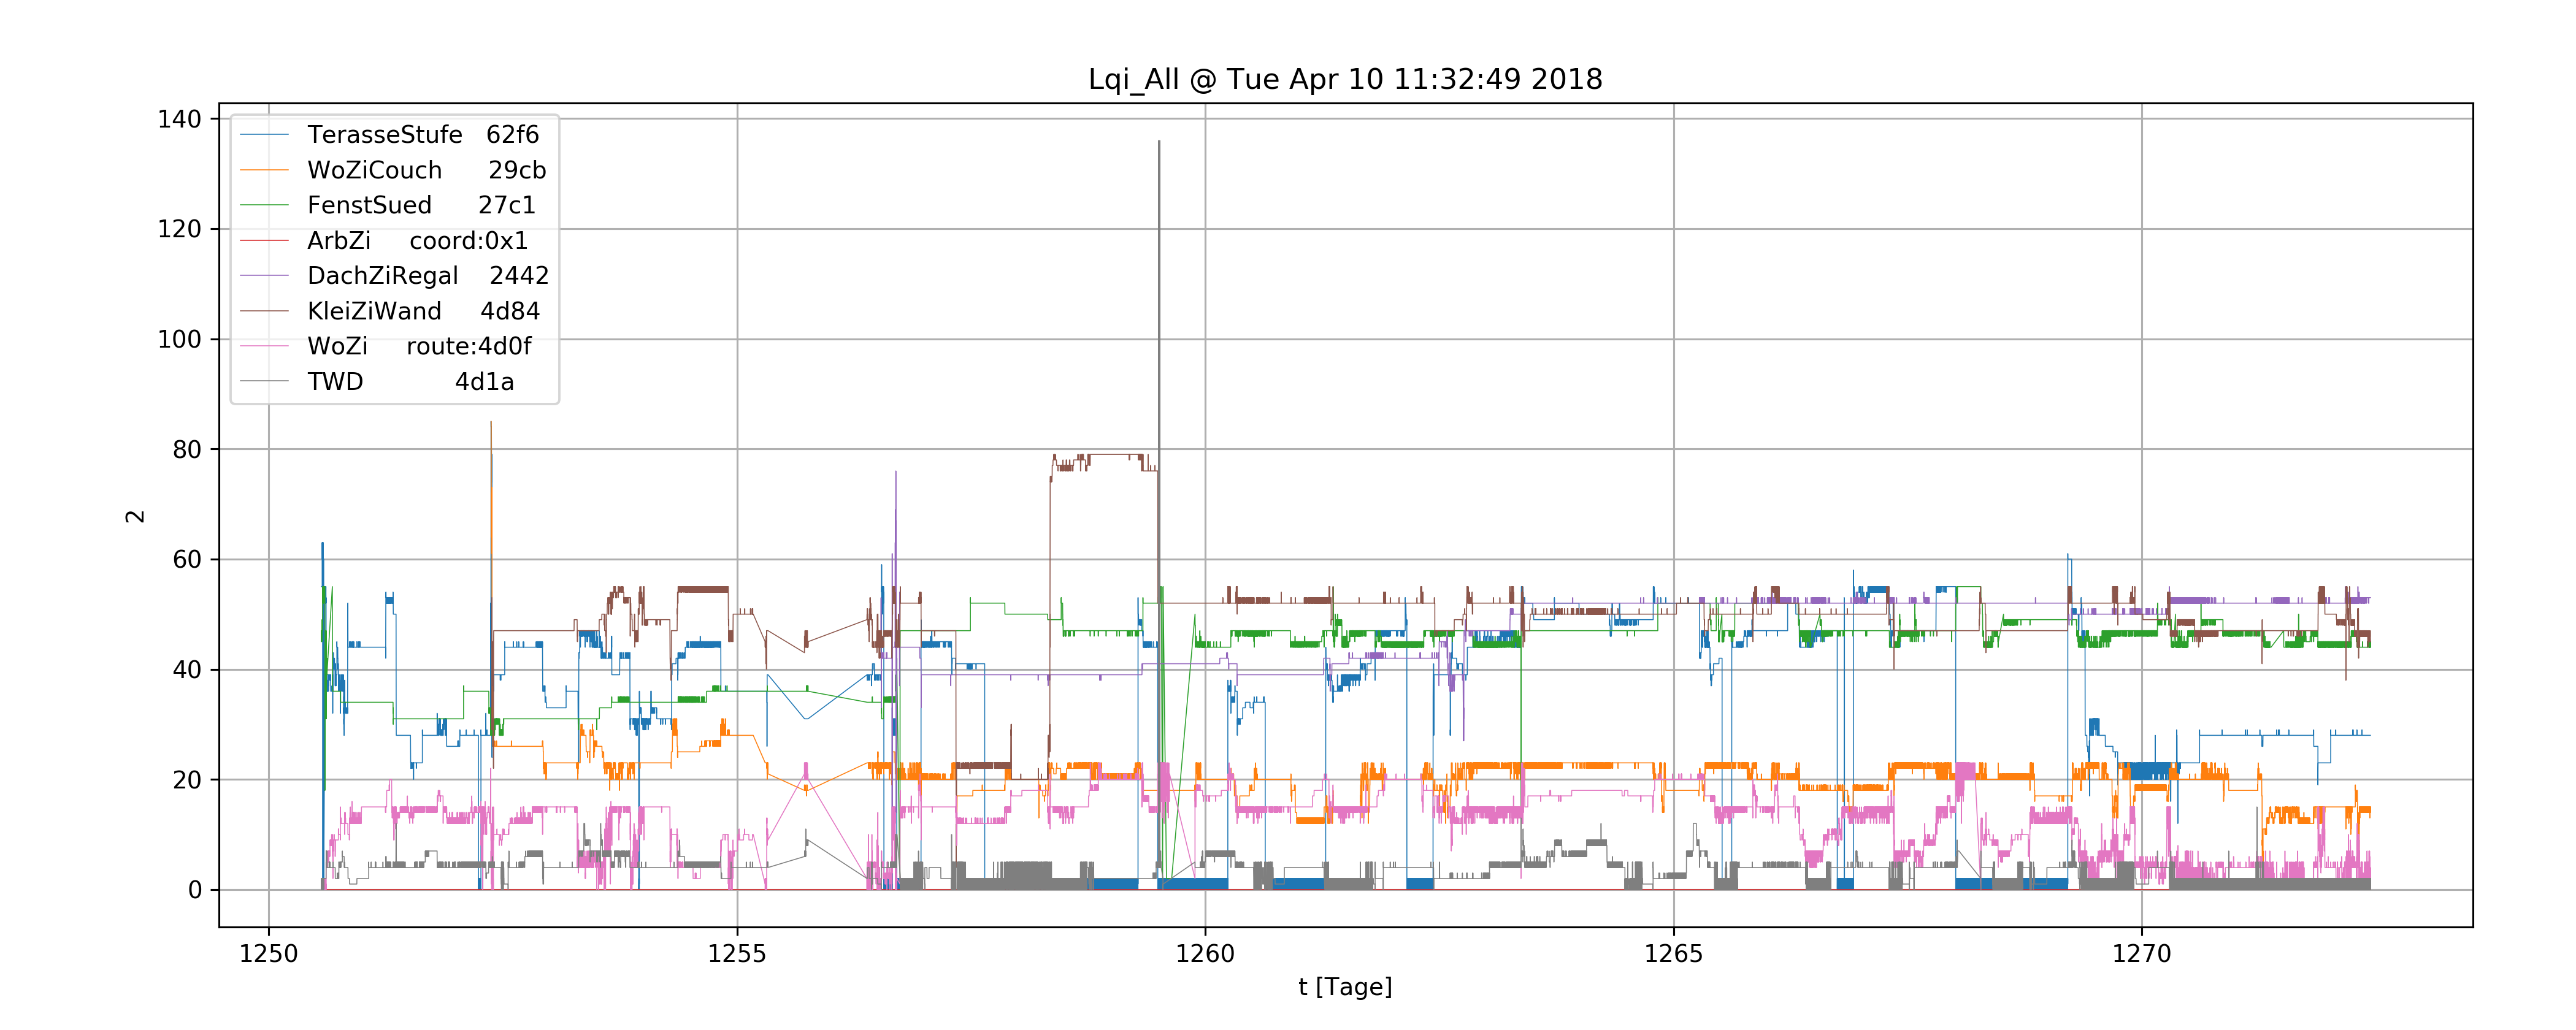 Lqi_All @ Tue Apr 10 11:32:49 2018
140
120
100
80
60
40
20
0
2
TerasseStufe 62f6
WoZiCouch 29cb
FenstSued 27c1
ArbZi coord:0x1
DachZiRegal 2442
KleiZiWand 4d84
WoZi route:4d0f
TWD 4d1a
1250 1255 1260 1265 1270
t [Tage]